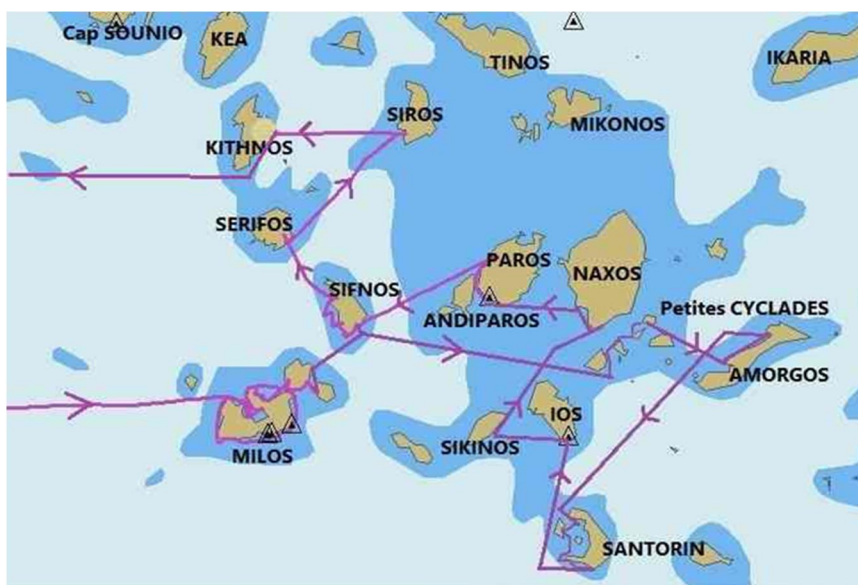 Cap SOUNIO
KEA
TINOS
IKARIA
SIROS
MIKONOS
KITHNOS
SERIFOS
PAROS
NAXOS
SIFNOS
ANDIPAROS
Petites CYCLADES
AMORGOS
IOS
SIKINOS
MILOS
SANTORIN